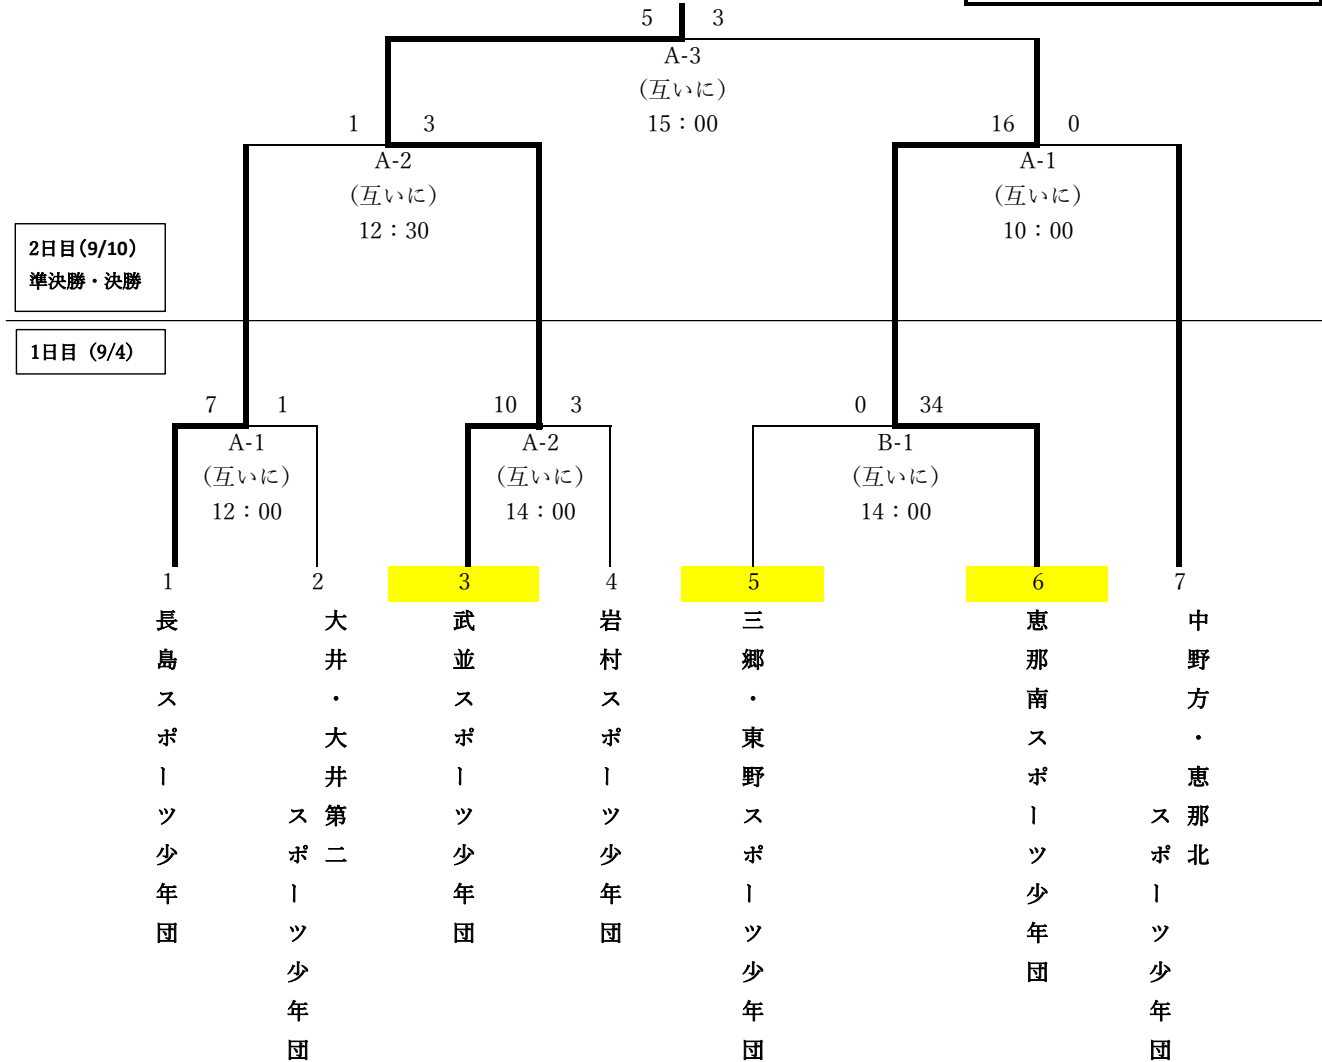 5 3
A-3
(互いに)
15：00
1 3
16 0
A-2
(互いに)
12：30
A-1
(互いに)
10：00
2日目(9/10)
準決勝・決勝
1日目 (9/4)
7 1
10 3
0 34
A-1
(互いに)
12：00
A-2
(互いに)
14：00
B-1
(互いに)
14：00
1 2 3 4 5 6 7
長島スポーツ少年団
大井・大井第二
スポーツ少年団
武並スポーツ少年団
岩村スポーツ少年団
三郷・東野スポーツ少年団
恵那南スポーツ少年団
中野方・恵那北
スポーツ少年団